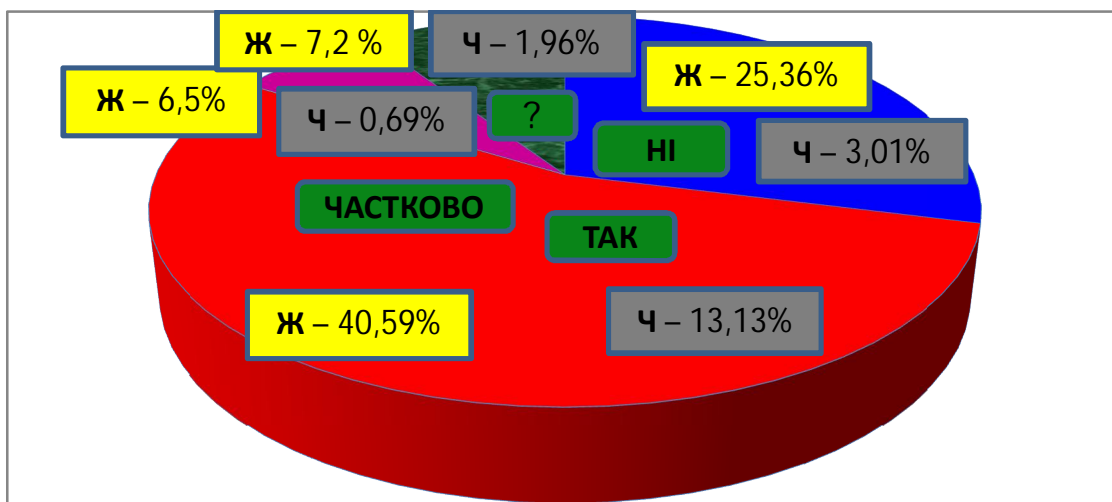 Ж – 7,2 %
Ч – 1,96%
Ж – 25,36%
Ж – 6,5%
Ч – 0,69%
?
НІ
Ч – 3,01%
ЧАСТКОВО
ТАК
Ж – 40,59%
Ч – 13,13%